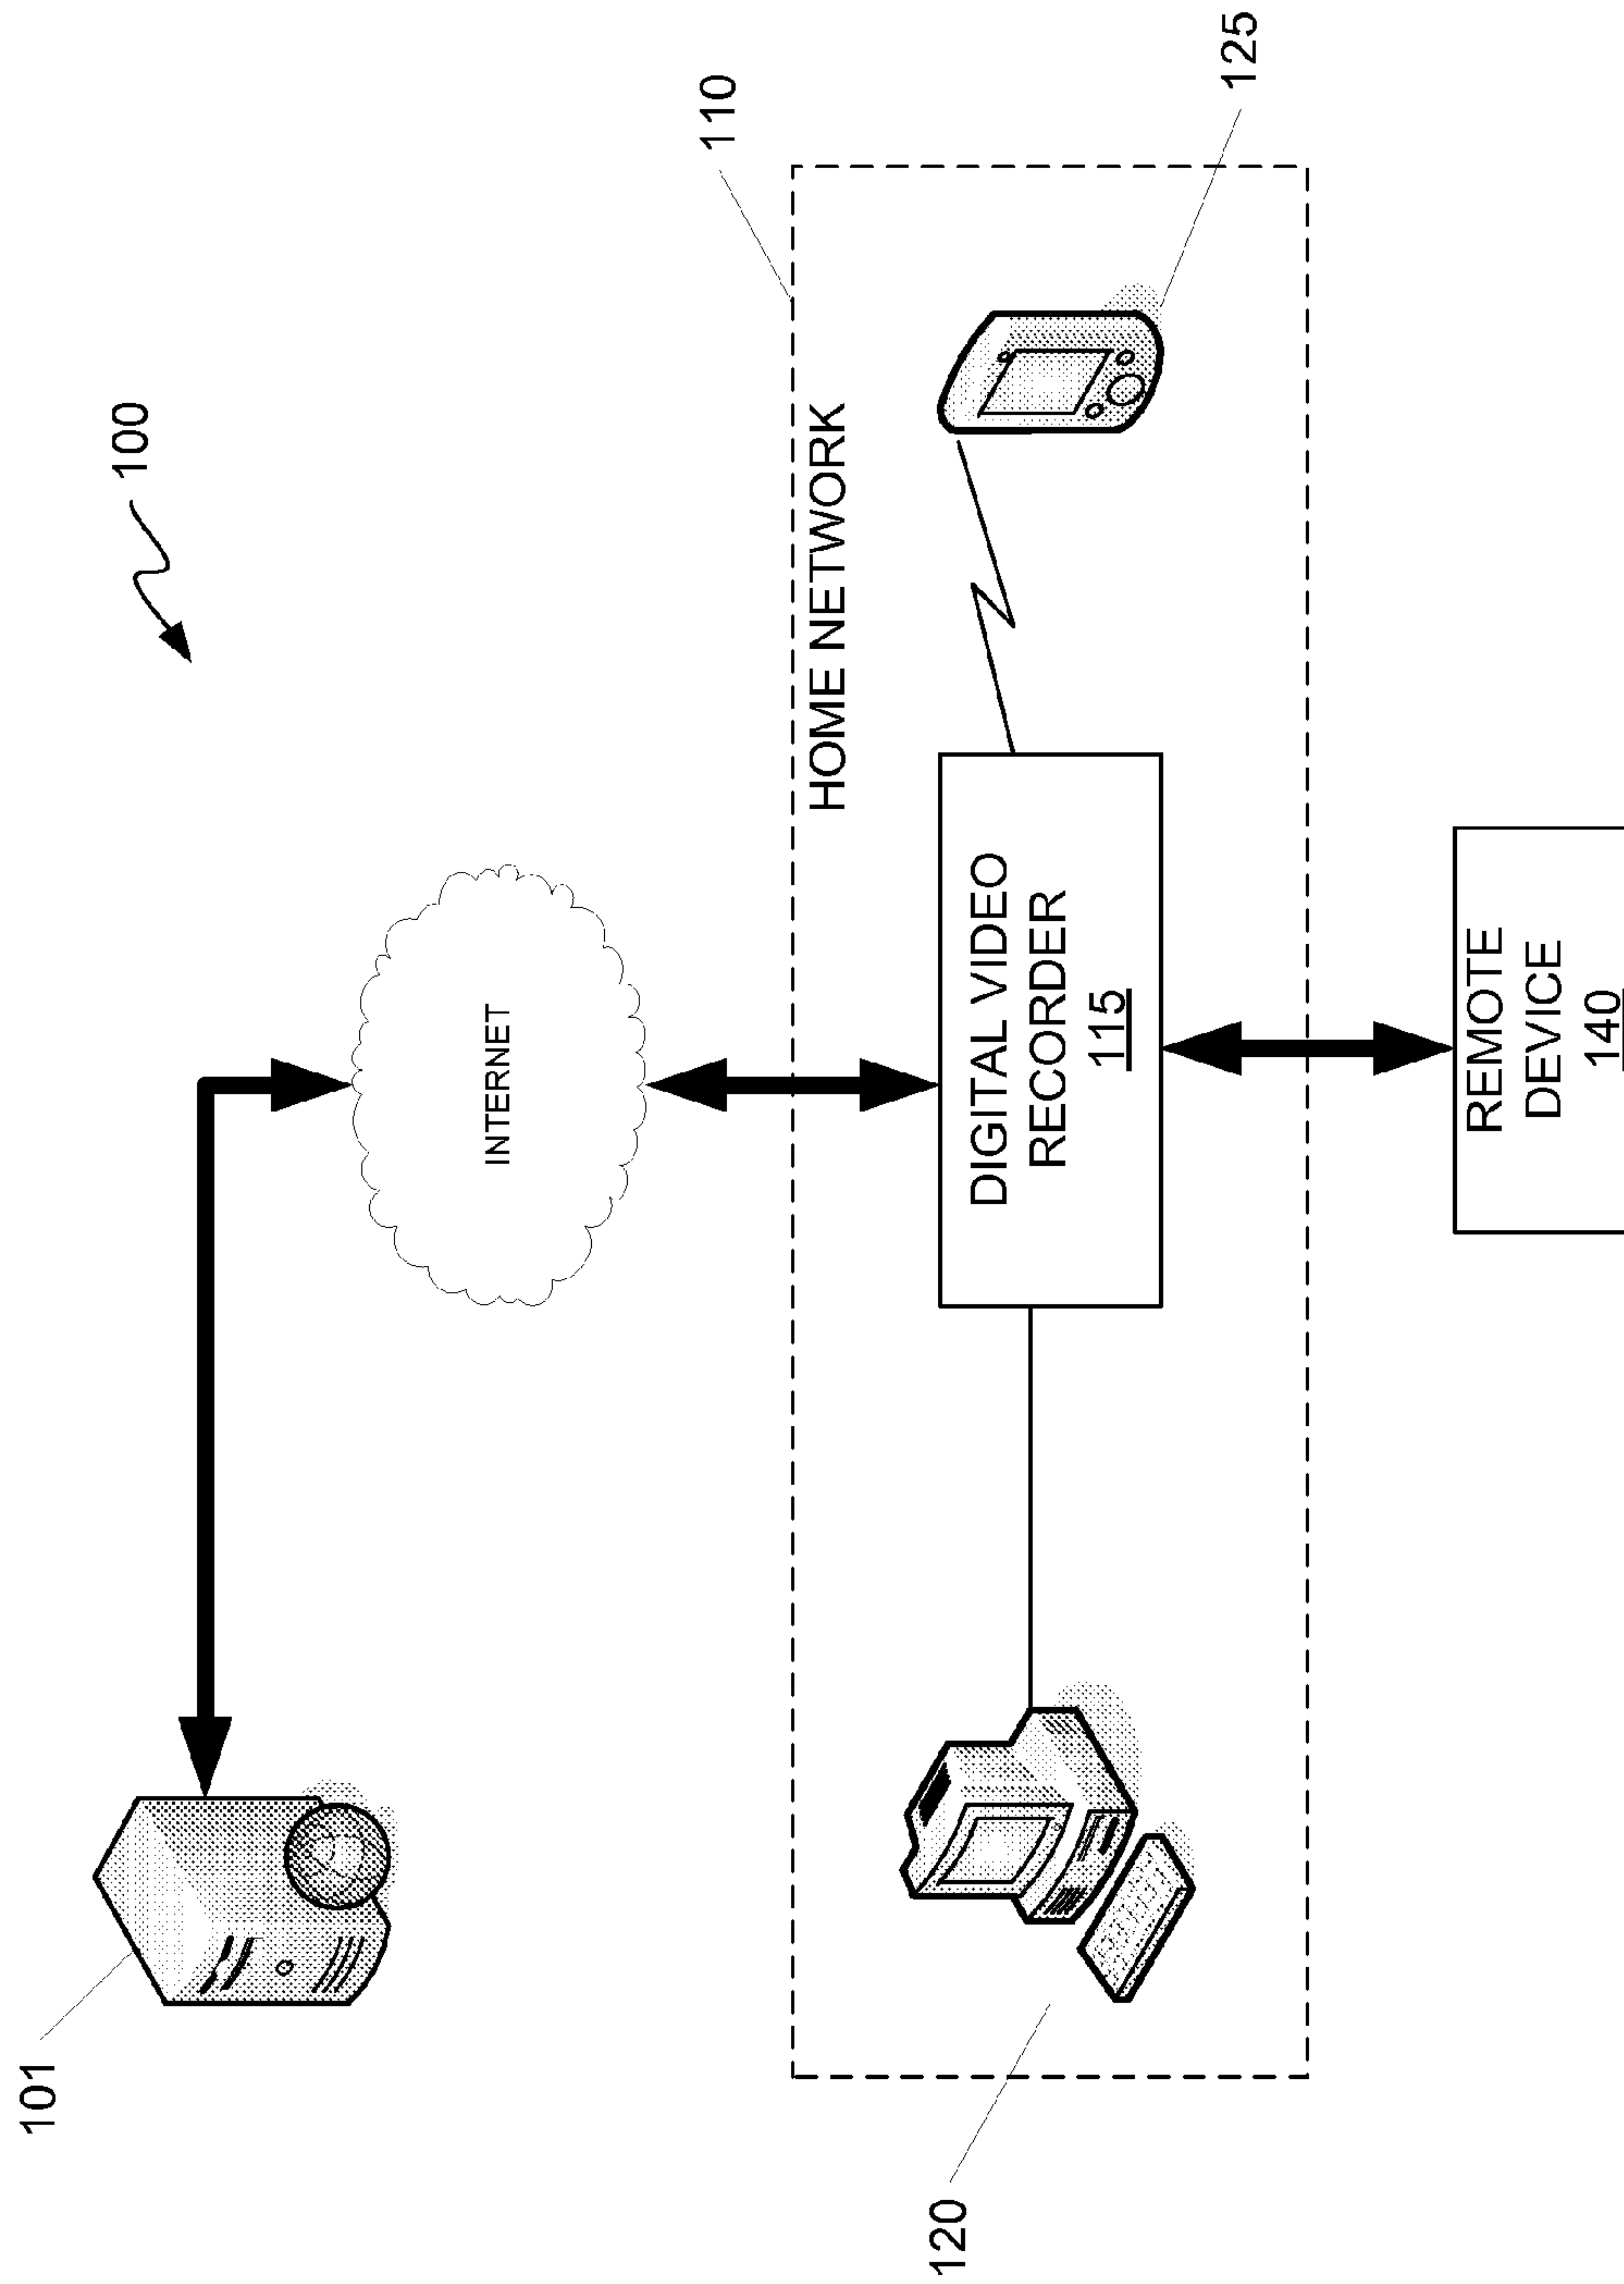 100
101
INTERNET
110
HOME NETWORK
DIGITAL VIDEO
RECORDER
115
120
125
REMOTE
DEVICE
140